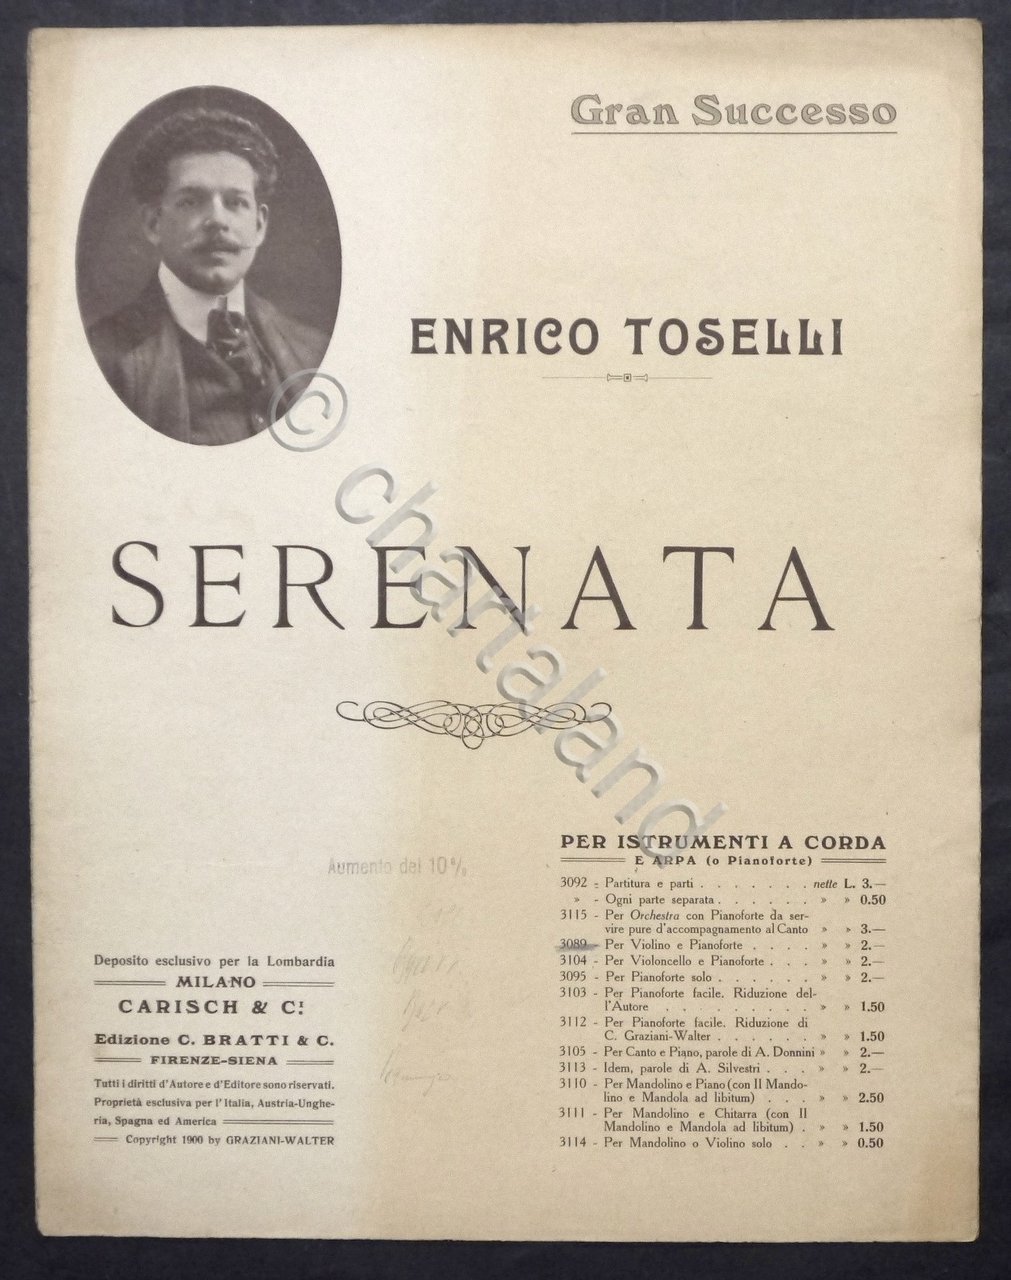 Gran Successo
ENRICO TOSELLI
SERENATA
© chartaland
Aumento del 10%
Deposito esclusivo per la Lombardia
MILANO
CARISCH & C.i
Edizione C. BRATTI & C.
FIRENZE-SIENA
Tutti i diritti d'Autore e d'Editore sono riservati.
Proprietà esclusiva per l'Italia, Austria-Unghe-
ria, Spagna ed America
Copyright 1900 by GRAZIANI-WALTER
PER ISTRUMENTI A CORDA
E ARPA (o Pianoforte)
3092 - Partitura e parti . . . . . . . nette L. 3.—
» - Ogni parte separata . . . . . . » » 0.50
3115 - Per Orchestra con Pianoforte da ser-
vire pure d'accompagnamento al Canto » » 3.—
3089 - Per Violino e Pianoforte . . . . » » 2.—
3104 - Per Violoncello e Pianoforte . . . » » 2.—
3095 - Per Pianoforte solo . . . . . . » » 2.—
3103 - Per Pianoforte facile. Riduzione del-
l'Autore . . . . . . . . . » » 1.50
3112 - Per Pianoforte facile. Riduzione di
C. Graziani-Walter . . . . . . » » 1.50
3105 - Per Canto e Piano, parole di A. Donnini » » 2.—
3113 - Idem, parole di A. Silvestri . . . » » 2.—
3110 - Per Mandolino e Piano (con II Mando-
lino e Mandola ad libitum) . . . » » 2.50
3111 - Per Mandolino e Chitarra (con II
Mandolino e Mandola ad libitum) . » » 1.50
3114 - Per Mandolino o Violino solo . . » » 0.50